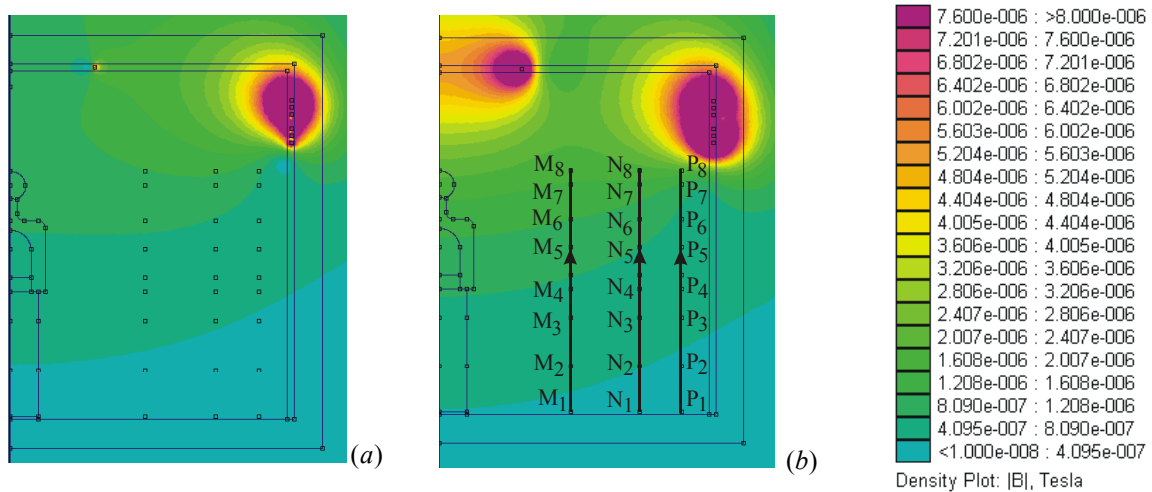 M8 N8 P8
M7 N7 P7
M6 N6 P6
M5 N5 P5
M4 N4 P4
M3 N3 P3
M2 N2 P2
M1 N1 P1
(a)
(b)
7.600e-006 : >8.000e-006
7.201e-006 : 7.600e-006
6.802e-006 : 7.201e-006
6.402e-006 : 6.802e-006
6.002e-006 : 6.402e-006
5.603e-006 : 6.002e-006
5.204e-006 : 5.603e-006
4.804e-006 : 5.204e-006
4.404e-006 : 4.804e-006
4.005e-006 : 4.404e-006
3.606e-006 : 4.005e-006
3.206e-006 : 3.606e-006
2.806e-006 : 3.206e-006
2.407e-006 : 2.806e-006
2.007e-006 : 2.407e-006
1.608e-006 : 2.007e-006
1.208e-006 : 1.608e-006
8.090e-007 : 1.208e-006
4.095e-007 : 8.090e-007
<1.000e-008 : 4.095e-007
Density Plot: |B|, Tesla